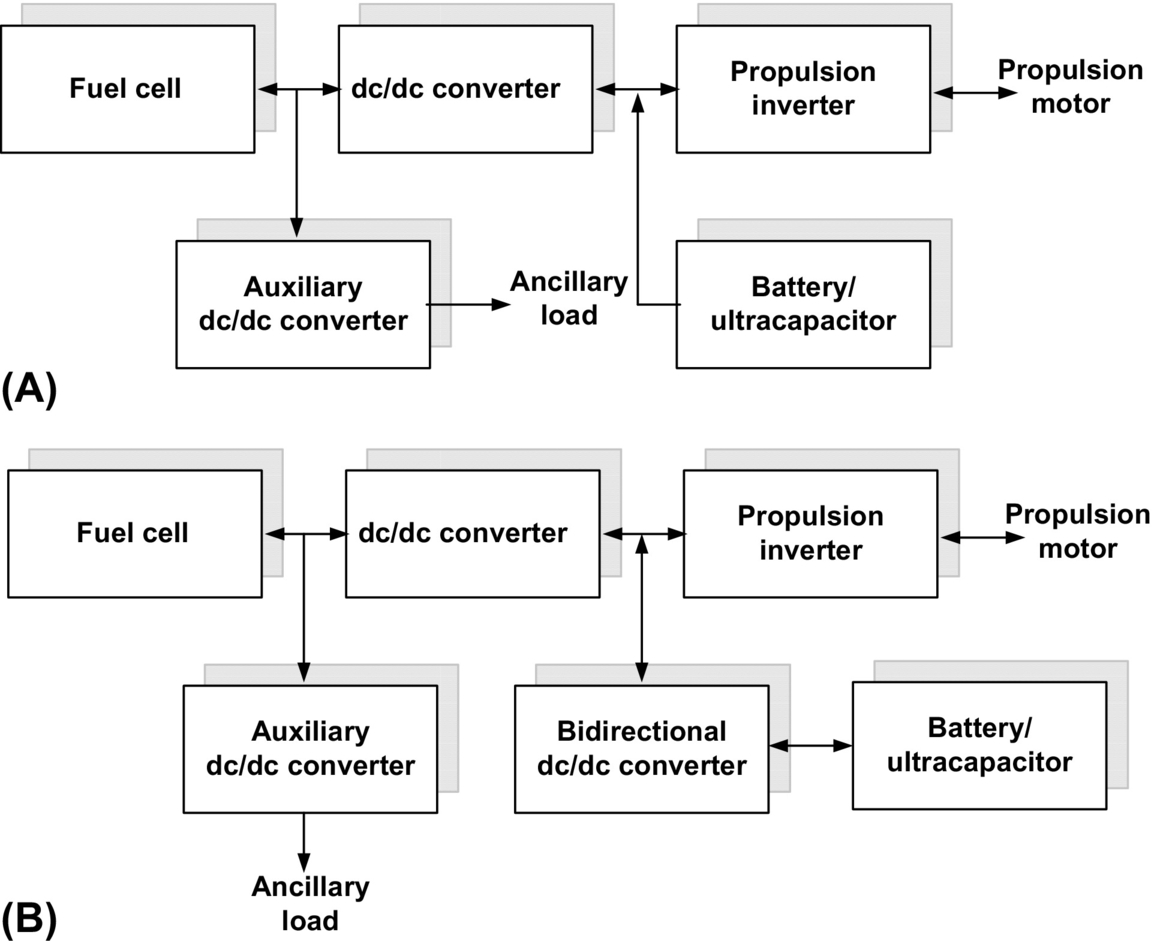 Fuel cell
dc/dc converter
Propulsion
inverter
Propulsion
motor
Auxiliary
dc/dc converter
Ancillary
load
Battery/
ultracapacitor
(A)
Fuel cell
dc/dc converter
Propulsion
inverter
Propulsion
motor
Auxiliary
dc/dc converter
Bidirectional
dc/dc converter
Battery/
ultracapacitor
Ancillary
load
(B)